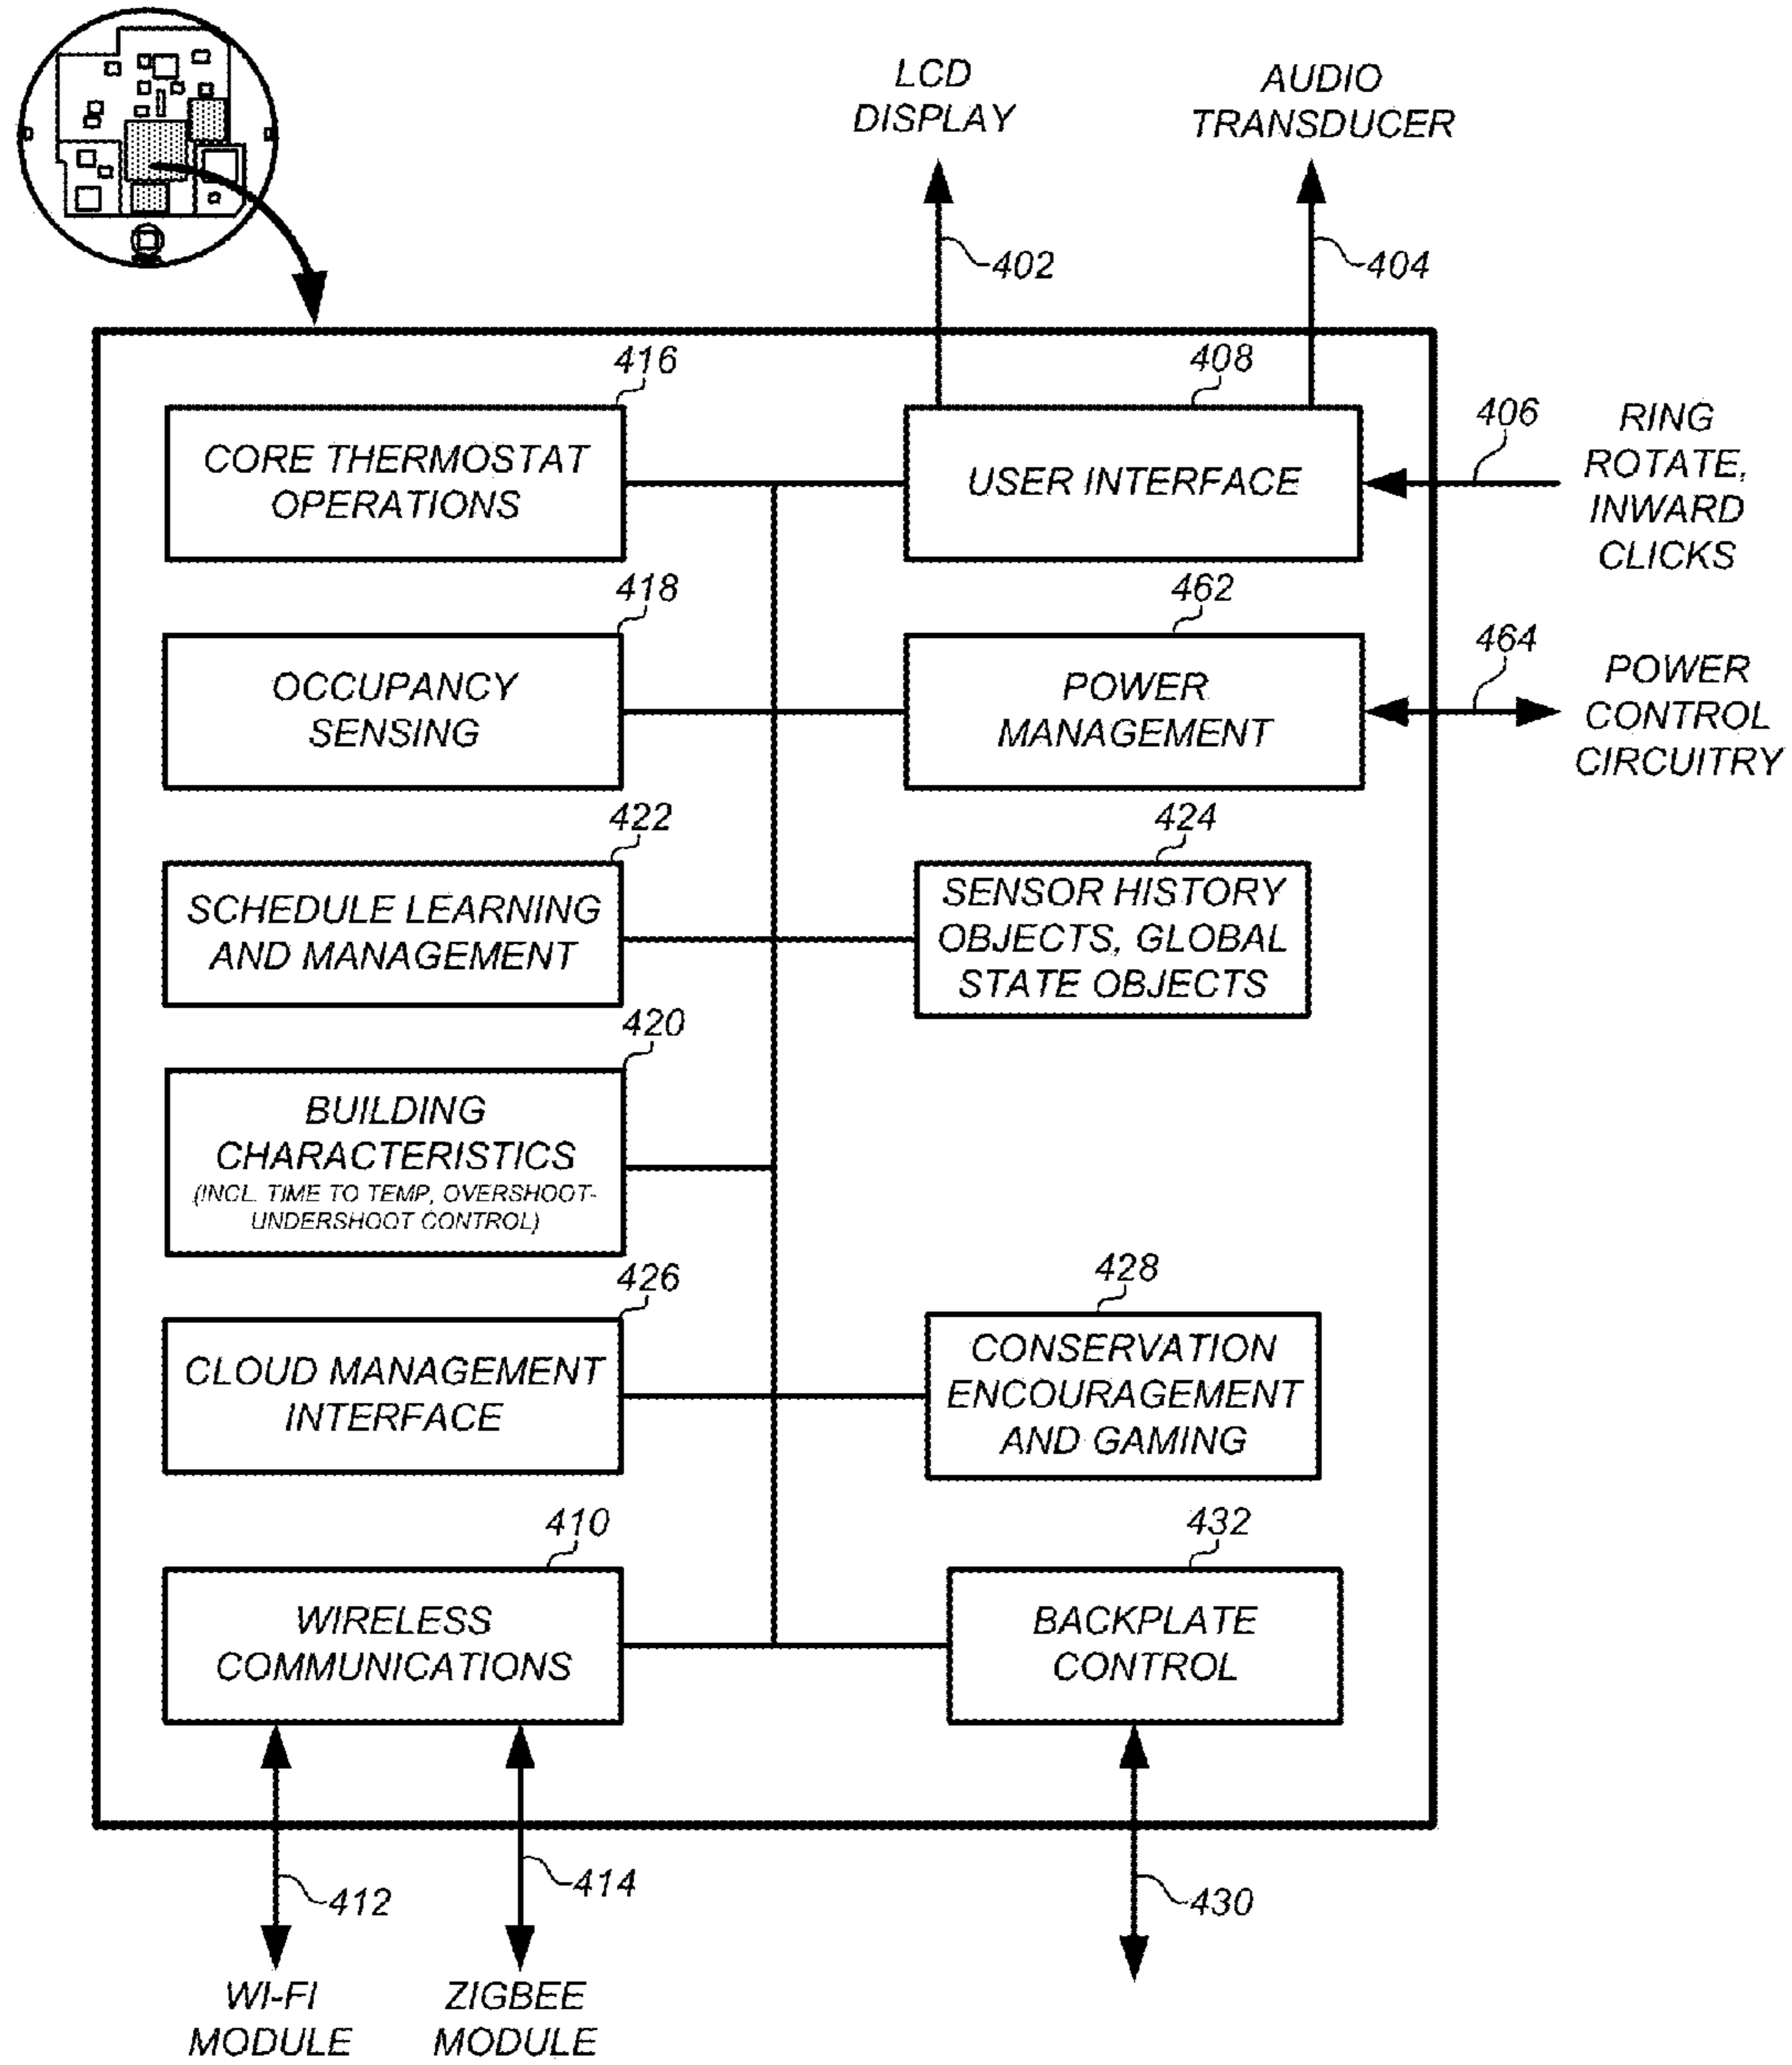 LCD
DISPLAY
AUDIO
TRANSDUCER
402
404
416
408
406
RING
ROTATE,
INWARD
CLICKS
CORE THERMOSTAT
OPERATIONS
USER INTERFACE
418
462
464
OCCUPANCY
SENSING
POWER
MANAGEMENT
POWER
CONTROL
CIRCUITRY
422
424
SCHEDULE LEARNING
AND MANAGEMENT
SENSOR HISTORY
OBJECTS, GLOBAL
STATE OBJECTS
420
BUILDING
CHARACTERISTICS
(INCL. TIME TO TEMP, OVERSHOOT-
UNDERSHOOT CONTROL)
426
428
CLOUD MANAGEMENT
INTERFACE
CONSERVATION
ENCOURAGEMENT
AND GAMING
410
432
WIRELESS
COMMUNICATIONS
BACKPLATE
CONTROL
412
414
430
WI-FI
MODULE
ZIGBEE
MODULE